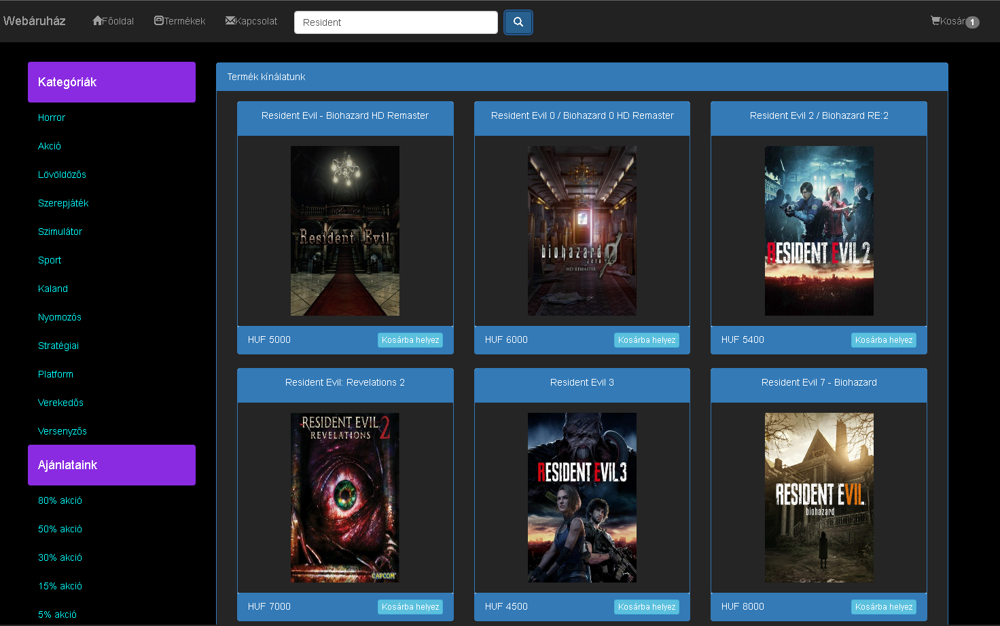 Webáruház Főoldal Termékek Kapcsolat Resident Kosár 1
Kategóriák
Horror
Akció
Lövöldözős
Szerepjáték
Szimulátor
Sport
Kaland
Nyomozós
Stratégiai
Platform
Verekedős
Versenyzős
Ajánlataink
80% akció
50% akció
30% akció
15% akció
5% akció
Termék kínálatunk
Resident Evil - Biohazard HD Remaster
Resident Evil
HUF 5000 Kosárba helyez
Resident Evil 0 / Biohazard 0 HD Remaster
biohazard 0
zero
HD REMASTER
HUF 6000 Kosárba helyez
Resident Evil 2 / Biohazard RE:2
RESIDENT EVIL 2
HUF 5400 Kosárba helyez
Resident Evil: Revelations 2
RESIDENT EVIL 2
REVELATIONS
CAPCOM
HUF 7000 Kosárba helyez
Resident Evil 3
RESIDENT EVIL 3
HUF 4500 Kosárba helyez
Resident Evil 7 - Biohazard
RESIDENT EVIL
biohazard
HUF 8000 Kosárba helyez